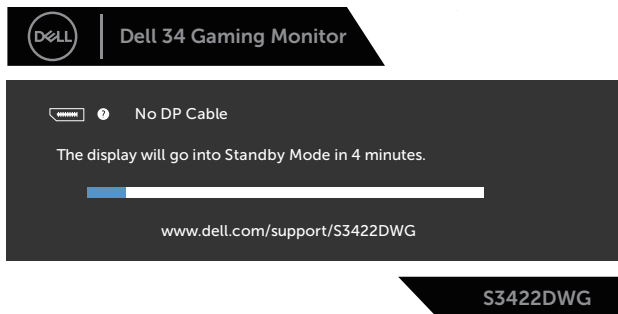 DELL
Dell 34 Gaming Monitor
? No DP Cable
The display will go into Standby Mode in 4 minutes.
www.dell.com/support/S3422DWG
S3422DWG